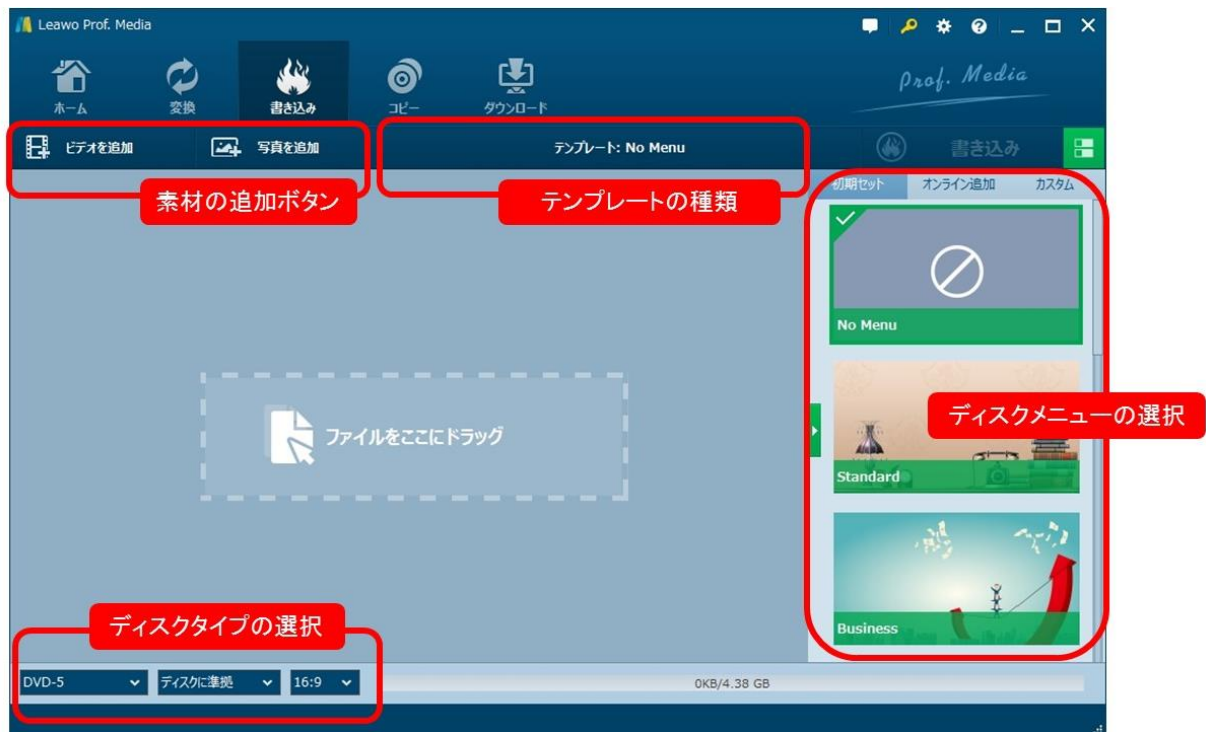 Leawo Prof. Media
ホーム
変換
書き込み
コピー
ダウンロード
Prof. Media
ビデオを追加
写真を追加
テンプレート: No Menu
書き込み
素材の追加ボタン
テンプレートの種類
初期セット
オンライン追加
カスタム
No Menu
ファイルをここにドラッグ
ディスクメニューの選択
Standard
Business
ディスクタイプの選択
DVD-5
ディスクに準拠
16:9
0KB/4.38 GB